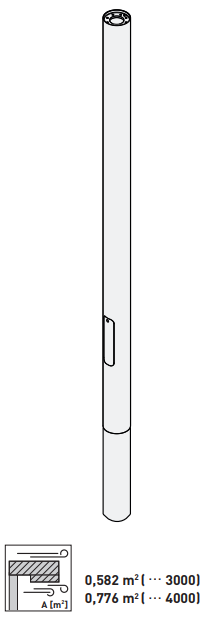 A [m²]
0,582 m² ( ··· 3000)
0,776 m² ( ··· 4000)